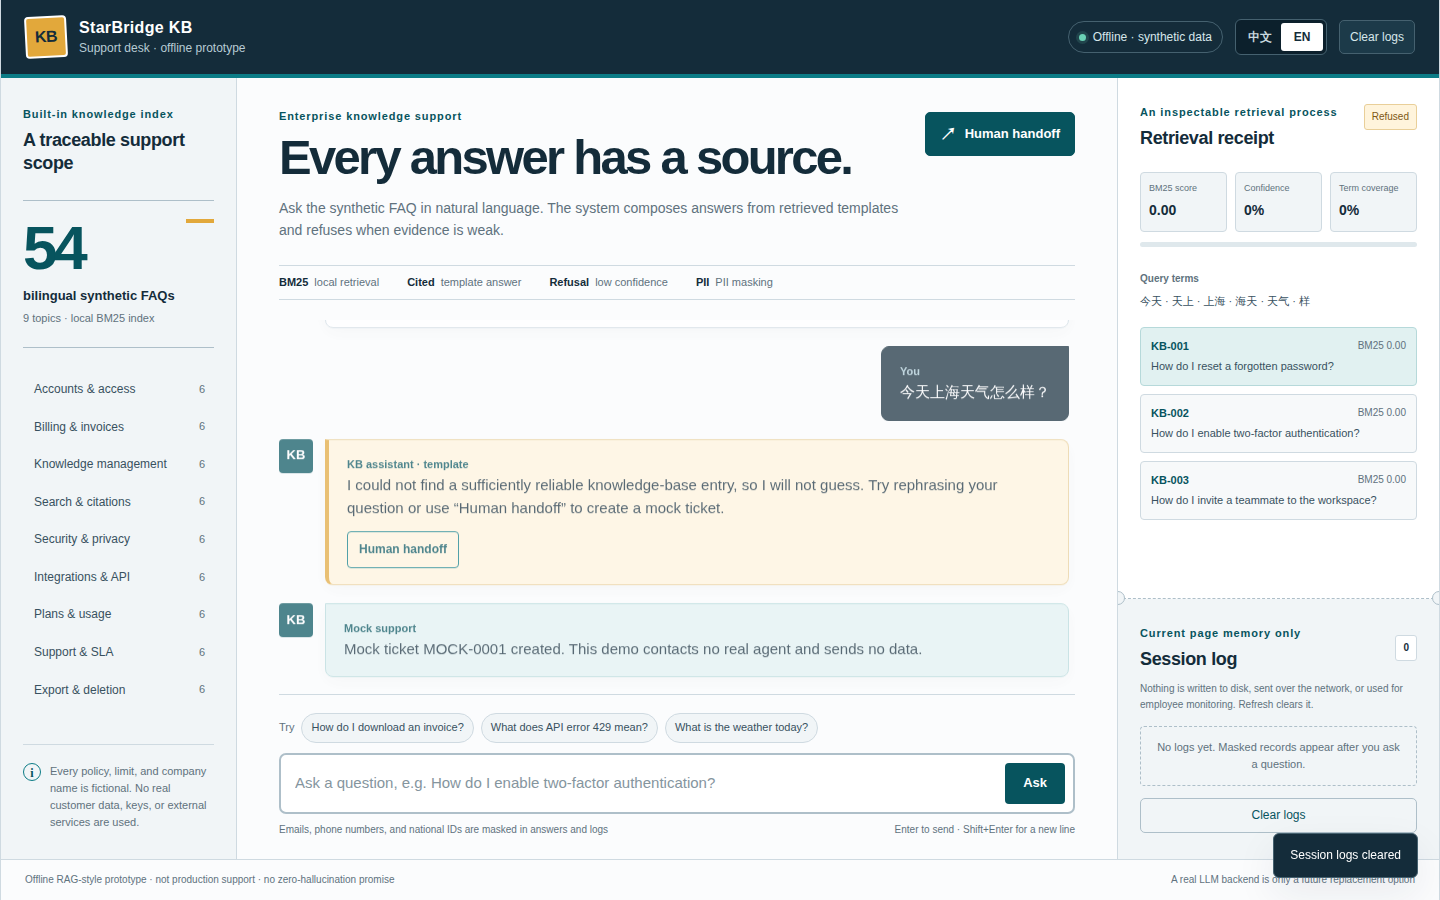 KB
StarBridge KB
Support desk · offline prototype
Offline · synthetic data
中文
EN
Clear logs
Built-in knowledge index
A traceable support
scope
54
bilingual synthetic FAQs
9 topics · local BM25 index
Accounts & access 6
Billing & invoices 6
Knowledge management 6
Search & citations 6
Security & privacy 6
Integrations & API 6
Plans & usage 6
Support & SLA 6
Export & deletion 6
i
Every policy, limit, and company
name is fictional. No real
customer data, keys, or external
services are used.
Enterprise knowledge support
Every answer has a source.
↗ Human handoff
Ask the synthetic FAQ in natural language. The system composes answers from retrieved templates
and refuses when evidence is weak.
BM25 local retrieval Cited template answer Refusal low confidence PII PII masking
You
今天上海天气怎么样？
KB
KB assistant · template
I could not find a sufficiently reliable knowledge-base entry, so I will not guess. Try rephrasing your
question or use “Human handoff” to create a mock ticket.
Human handoff
KB
Mock support
Mock ticket MOCK-0001 created. This demo contacts no real agent and sends no data.
Try
How do I download an invoice?
What does API error 429 mean?
What is the weather today?
Ask a question, e.g. How do I enable two-factor authentication?
Ask
Emails, phone numbers, and national IDs are masked in answers and logs
Enter to send · Shift+Enter for a new line
An inspectable retrieval process
Retrieval receipt
Refused
BM25 score
0.00
Confidence
0%
Term coverage
0%
Query terms
今天 · 天上 · 上海 · 海天 · 天气 · 样
KB-001 BM25 0.00
How do I reset a forgotten password?
KB-002 BM25 0.00
How do I enable two-factor authentication?
KB-003 BM25 0.00
How do I invite a teammate to the workspace?
Current page memory only
Session log
0
Nothing is written to disk, sent over the network, or used for
employee monitoring. Refresh clears it.
No logs yet. Masked records appear after you ask
a question.
Clear logs
Session logs cleared
Offline RAG-style prototype · not production support · no zero-hallucination promise
A real LLM backend is only a future replacement option